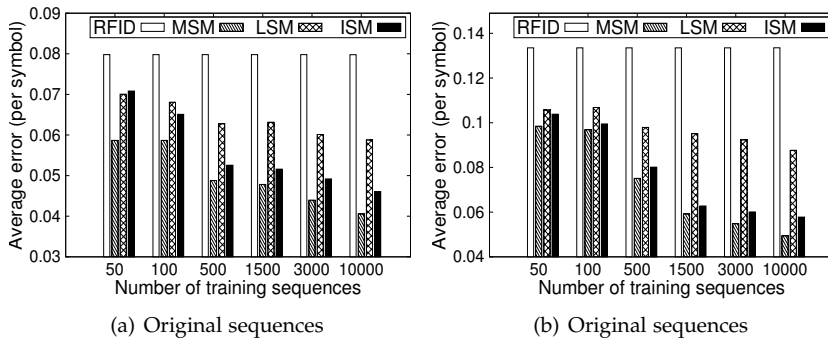 0.09
RFID MSM LSM ISM
0.08
0.07
0.06
0.05
0.04
0.03
50 100 500 1500 3000 10000
Average error (per symbol)
Number of training sequences
(a) Original sequences
RFID MSM LSM ISM
0.14
0.12
0.1
0.08
0.06
0.04
50 100 500 1500 3000 10000
Average error (per symbol)
Number of training sequences
(b) Original sequences